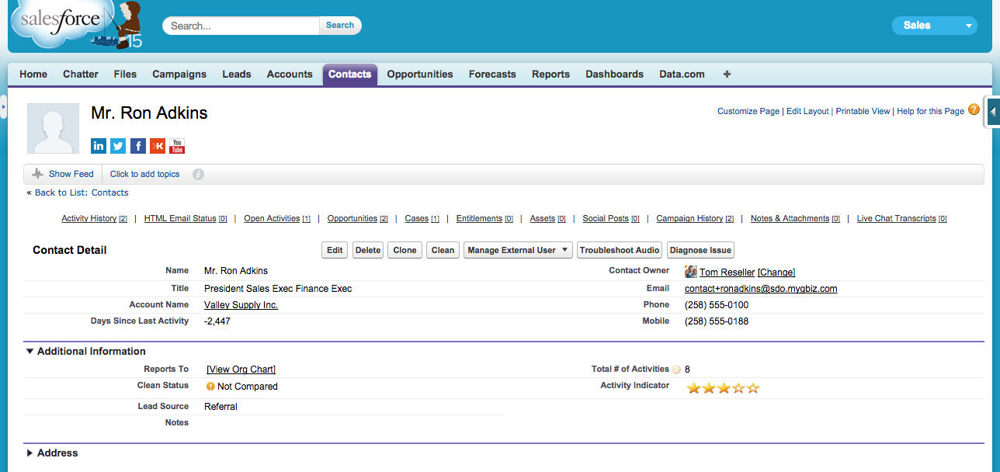 salesforce
15
Search...
Search
Sales
Home Chatter Files Campaigns Leads Accounts Contacts Opportunities Forecasts Reports Dashboards Data.com +
Mr. Ron Adkins
Customize Page | Edit Layout | Printable View | Help for this Page ?
in f K You Tube
Show Feed Click to add topics i
« Back to List: Contacts
Activity History [2] | HTML Email Status [0] | Open Activities [1] | Opportunities [2] | Cases [1] | Entitlements [0] | Assets [0] | Social Posts [0] | Campaign History [2] | Notes & Attachments [0] | Live Chat Transcripts [0]
Contact Detail Edit Delete Clone Clean Manage External User Troubleshoot Audio Diagnose Issue
Name Mr. Ron Adkins Contact Owner Tom Reseller [Change]
Title President Sales Exec Finance Exec Email contact+ronadkins@sdo.mygbiz.com
Account Name Valley Supply Inc. Phone (258) 555-0100
Days Since Last Activity -2,447 Mobile (258) 555-0188
Additional Information
Reports To [View Org Chart] Total # of Activities ? 8
Clean Status Not Compared Activity Indicator
Lead Source Referral
Notes
Address